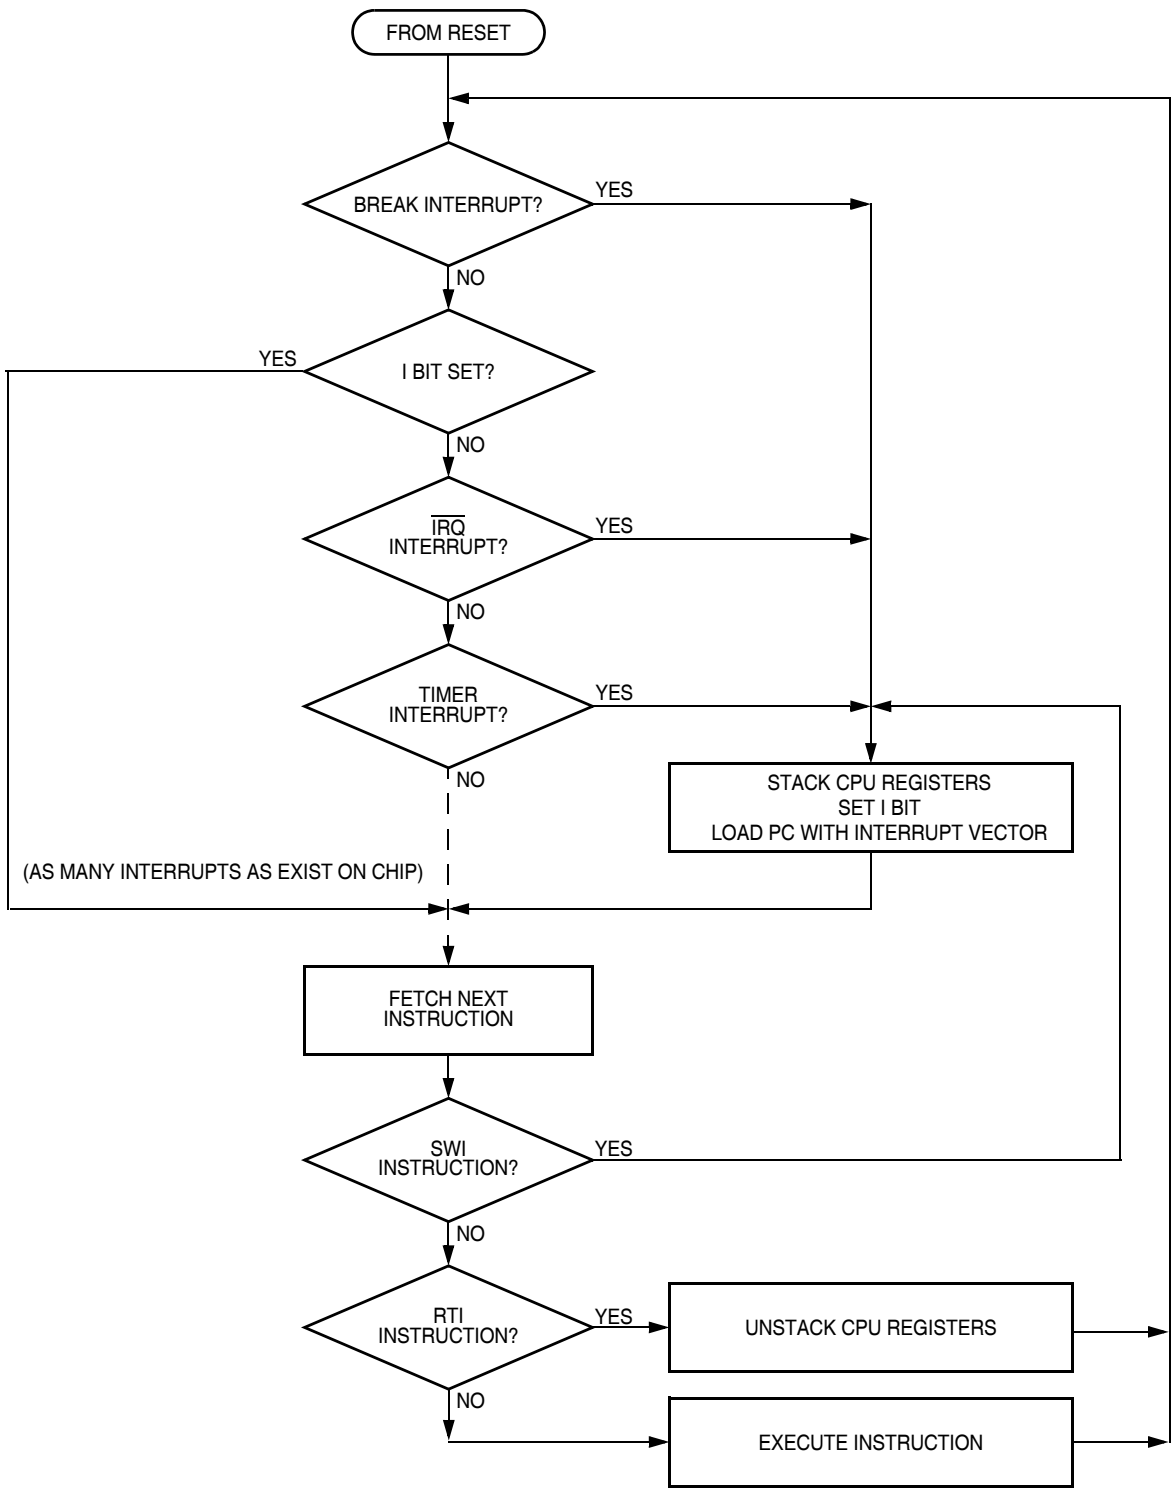 FROM RESET
BREAK INTERRUPT?
YES
NO
YES
I BIT SET?
NO
IRQ
INTERRUPT?
YES
NO
TIMER
INTERRUPT?
YES
NO
STACK CPU REGISTERS
SET I BIT
LOAD PC WITH INTERRUPT VECTOR
(AS MANY INTERRUPTS AS EXIST ON CHIP)
FETCH NEXT
INSTRUCTION
SWI
INSTRUCTION?
YES
NO
RTI
INSTRUCTION?
YES
UNSTACK CPU REGISTERS
NO
EXECUTE INSTRUCTION